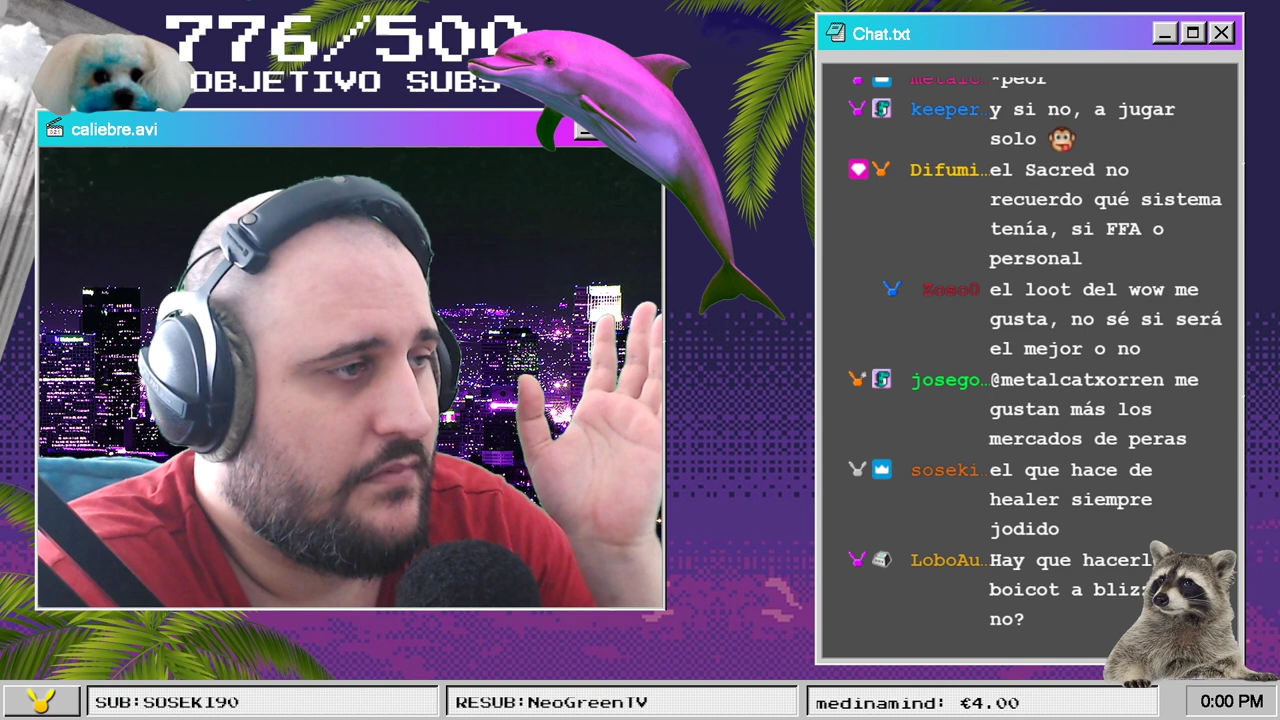 776/500
OBJETIVO SUBS
caliebre.avi
Chat.txt
metalc… *peor
keeper… y si no, a jugar
solo
Difumi… el Sacred no
recuerdo qué sistema
tenía, si FFA o
personal
el loot del wow me
gusta, no sé si será
el mejor o no
josego… @metalcatxorren me
gustan más los
mercados de peras
soseki… el que hace de
healer siempre
jodido
LoboAu… Hay que hacerl
boicot a bliz
no?
SUB:SOSEKI90
RESUB:NeoGreenTV
medinamind: €4.00
0:00 PM